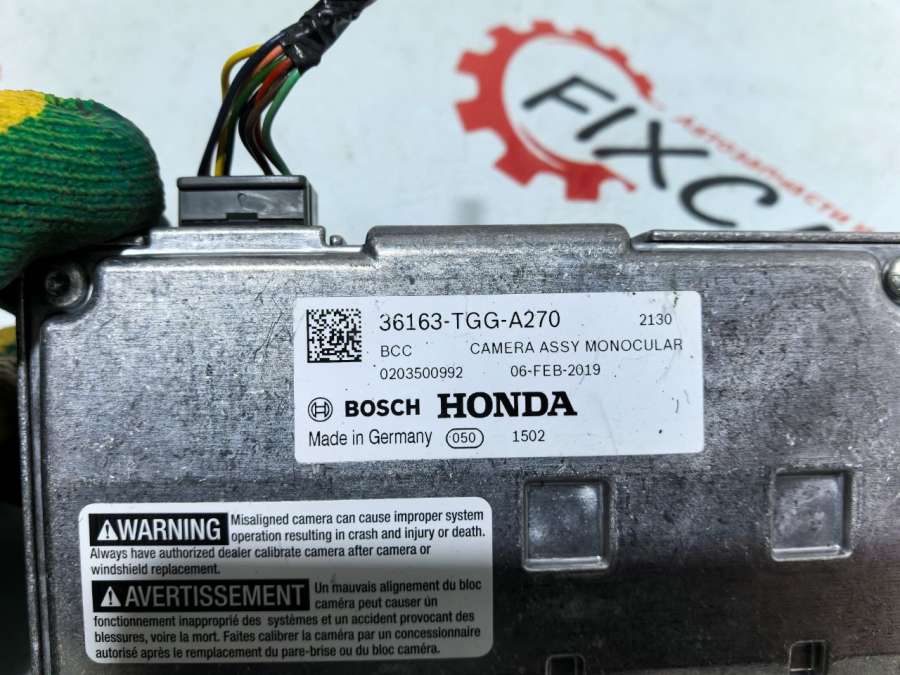 FIXC
Автозапчасти
36163-TGG-A270 2130
BCC CAMERA ASSY MONOCULAR
0203500992 06-FEB-2019
BOSCH HONDA
Made in Germany 050 1502
WARNING Misaligned camera can cause improper system
operation resulting in crash and injury or death.
Always have authorized dealer calibrate camera after camera or
windshield replacement.
AVERTISSEMENT Un mauvais alignement du bloc
caméra peut causer ùn
fonctionnement inapproprié des systèmes et un accident provocant des
blessures, voire la mort. Faites calibrer la caméra par un concessionnaire
autorisé après le remplacement du pare-brise ou du bloc caméra.